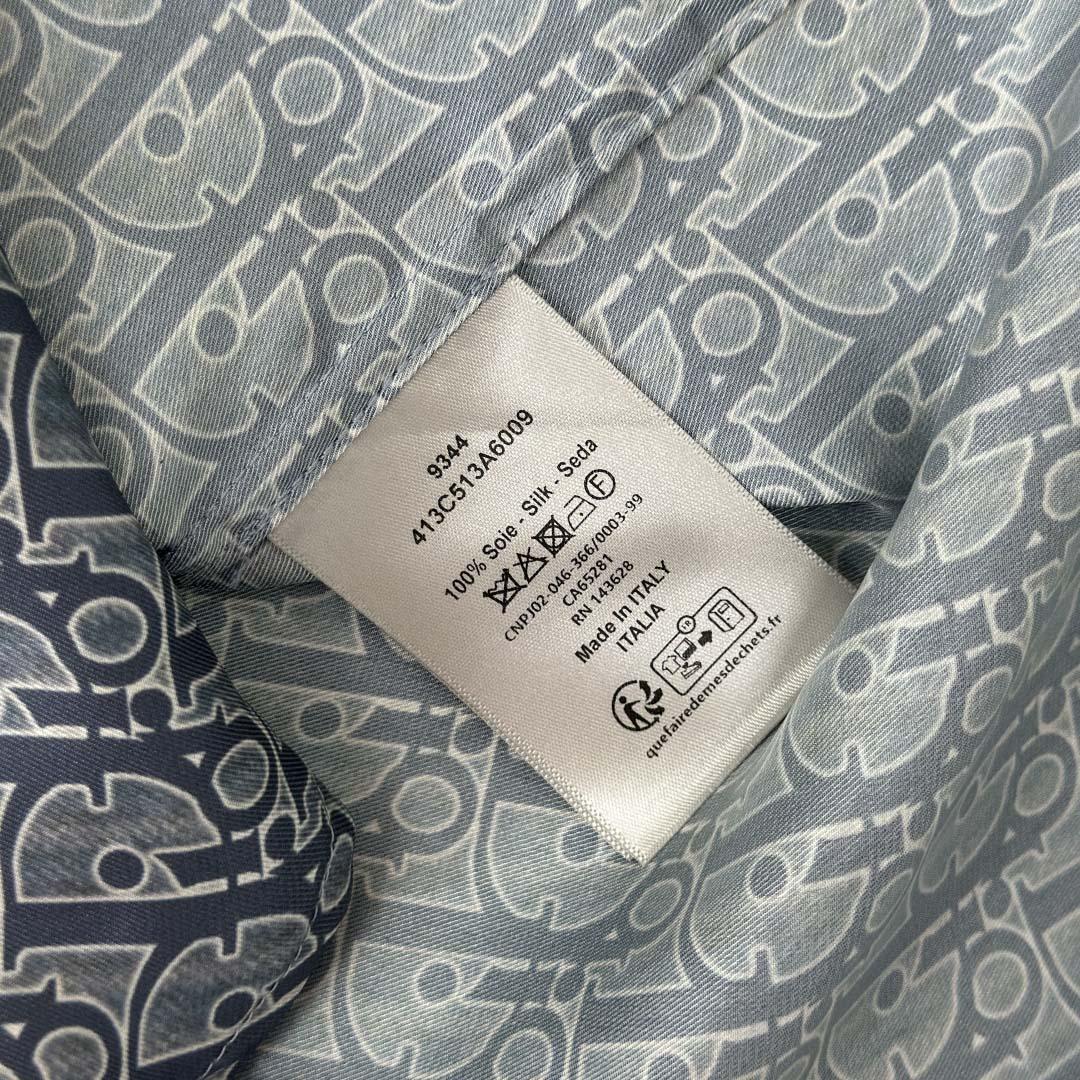 9344
413C513A6009
100% Soie - Silk - Seda
F
CNPJ02-046-366/0003-99
CA65281
RN 143628
Made In ITALY
ITALIA
FR
quefairedemesdechets.fr